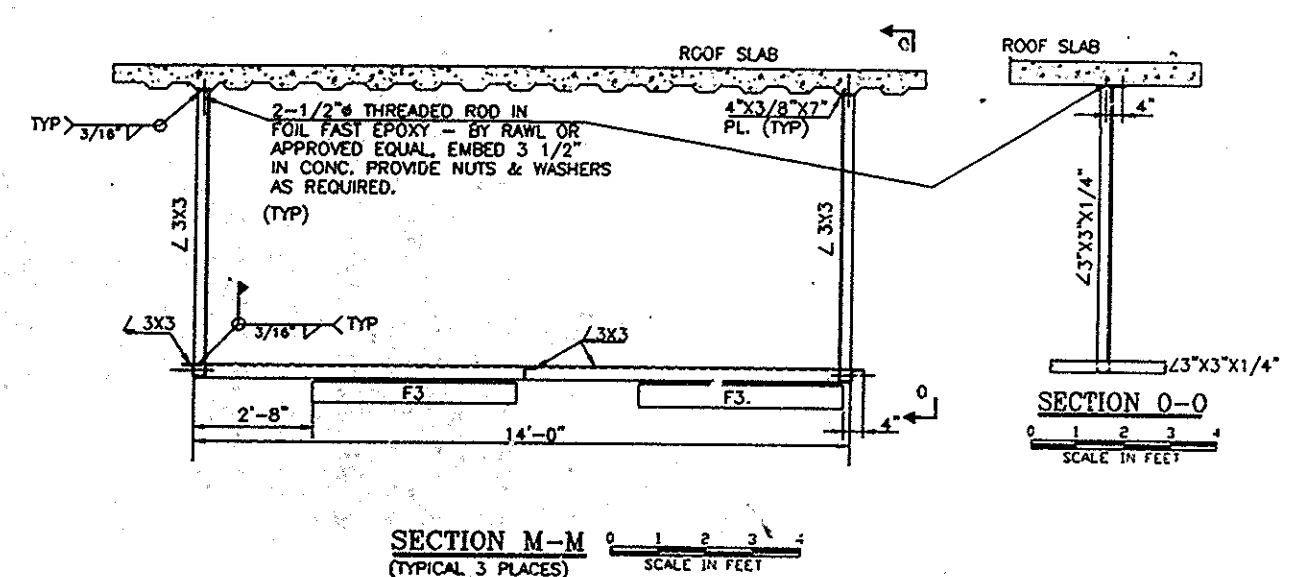 ROOF SLAB
O
ROOF SLAB
2-1/2"ø THREADED ROD IN
FOIL FAST EPOXY - BY RAWL OR
APPROVED EQUAL, EMBED 3 1/2"
IN CONC. PROVIDE NUTS & WASHERS
AS REQUIRED.
(TYP)
4"X3/8"X7"
PL. (TYP)
4"
TYP
3/16"
∠ 3X3
∠ 3X3
∠3"X3"X1/4"
∠ 3X3
3/16"
TYP
∠3X3
∠3"X3"X1/4"
F3
F3.
O
2'-8"
14'-0"
4"
SECTION O-O
0 1 2 3 4
SCALE IN FEET
SECTION M-M
(TYPICAL 3 PLACES)
0 1 2 3 4
SCALE IN FEET